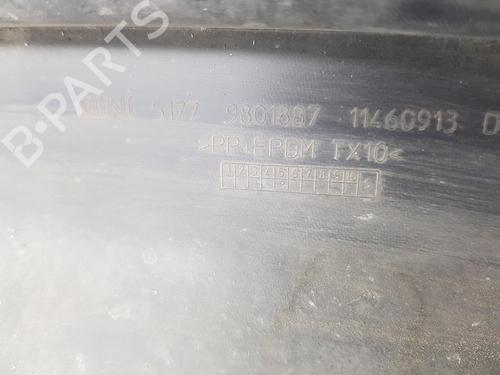 B-PARTS
5177 9801887 11460913 D
>PP+EPDM TX10<